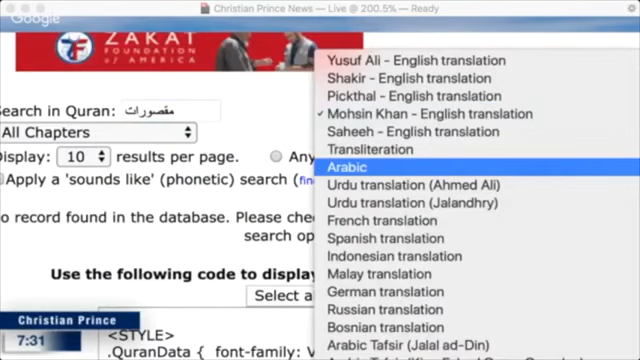 Christian Prince News — Live @ 200.5% — Ready
Google
ZAKAT
FOUNDATION
OF AMERICA
Search in Quran: مقصورات
All Chapters
Display: 10 results per page. Any
Apply a 'sounds like' (phonetic) search (
o record found in the database. Please
search
Use the following code to
Select
<STYLE>
.QuranData { font-family:
Yusuf Ali - English translation
Shakir - English translation
Pickthal - English translation
✓ Mohsin Khan - English translation
Saheeh - English translation
Transliteration
Arabic
Urdu translation (Ahmed Ali)
Urdu translation (Jalandhry)
French translation
Spanish translation
Indonesian translation
Malay translation
German translation
Russian translation
Bosnian translation
Arabic Tafsir (Jalal ad-Din)
Christian Prince
7:31